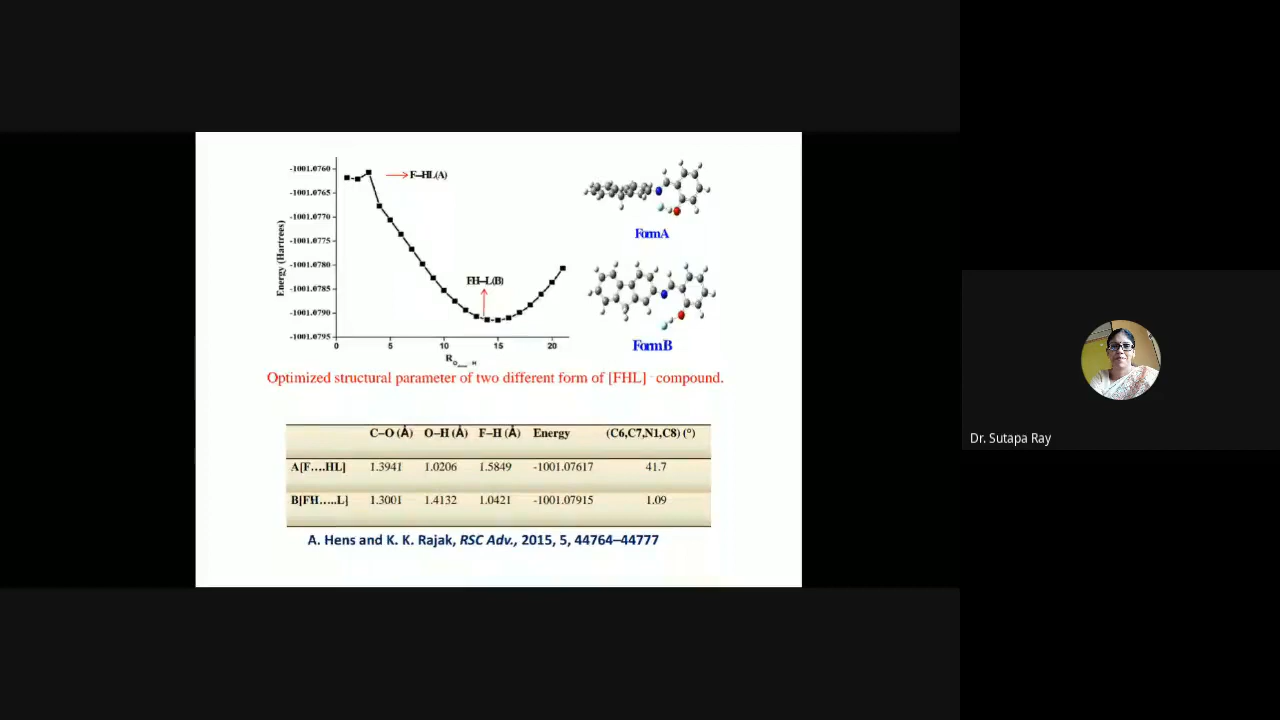 -1001.0760
-1001.0765
-1001.0770
-1001.0775
-1001.0780
-1001.0785
-1001.0790
-1001.0795
Energy (Hartrees)
0 5 10 15 20
F--HL(A)
FH--L(B)
Form A
Form B
Optimized structural parameter of two different form of [FHL]⁻ compound.
C–O (Å) O–H (Å) F–H (Å) Energy (C6,C7,N1,C8) (°)
A[F....HL] 1.3941 1.0206 1.5849 -1001.07617 41.7
B[FH.....L] 1.3001 1.4132 1.0421 -1001.07915 1.09
A. Hens and K. K. Rajak, RSC Adv., 2015, 5, 44764–44777
Dr. Sutapa Ray